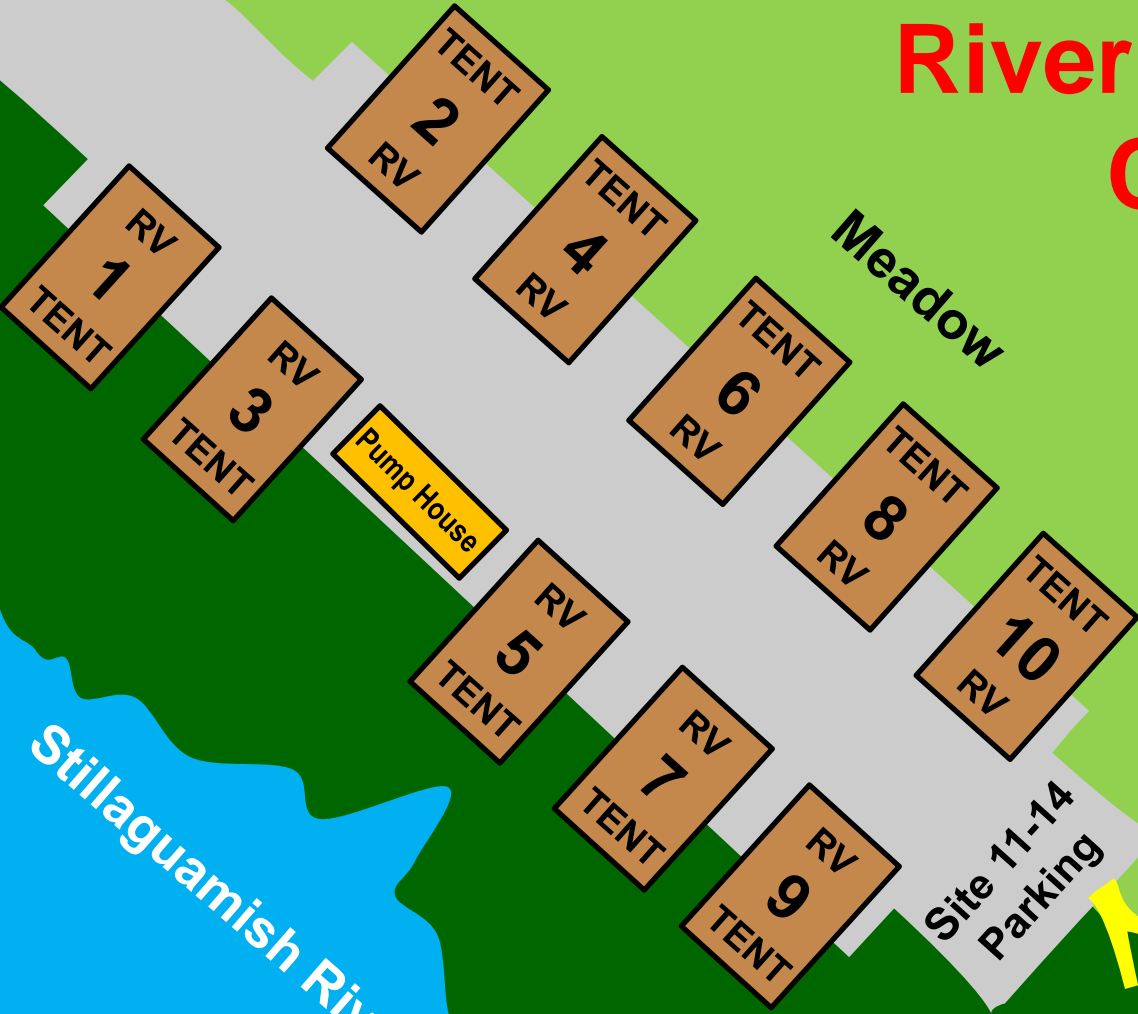 River
TENT
2
RV
TENT
4
RV
Meadow
RV
1
TENT
TENT
6
RV
RV
3
TENT
Pump House
TENT
8
RV
TENT
10
RV
RV
5
TENT
RV
7
TENT
RV
9
TENT
Site 11-14
Parking
Stillaguamish Riv